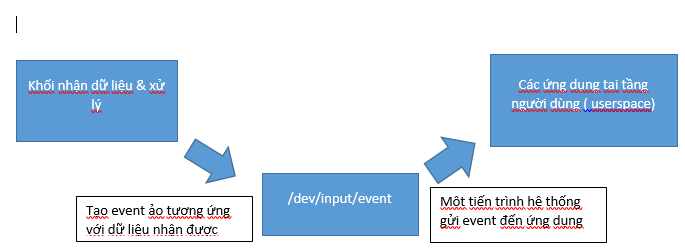 Khối nhận dữ liệu & xử
lý
Các ứng dụng tại tầng
người dùng ( userspace)
/dev/input/event
Tạo event ảo tương ứng
với dữ liệu nhận được
Một tiến trình hệ thống
gửi event đến ứng dụng